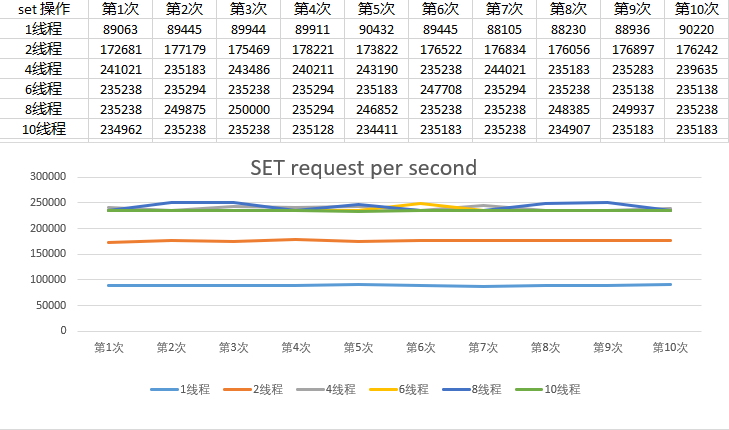 set 操作 第1次 第2次 第3次 第4次 第5次 第6次 第7次 第8次 第9次 第10次
1线程 89063 89445 89944 89911 90432 89445 88105 88230 88936 90220
2线程 172681 177179 175469 178221 173822 176522 176834 176056 176897 176242
4线程 241021 235183 243486 240211 243190 235238 244021 235183 235283 239635
6线程 235238 235294 235238 235294 235183 247708 235294 235238 235138 235138
8线程 235238 249875 250000 235294 246852 235238 235238 248385 249937 235238
10线程 234962 235238 235238 235128 234411 235183 235238 234907 235183 235183
SET request per second
300000
250000
200000
150000
100000
50000
0
第1次 第2次 第3次 第4次 第5次 第6次 第7次 第8次 第9次 第10次
1线程 2线程 4线程 6线程 8线程 10线程